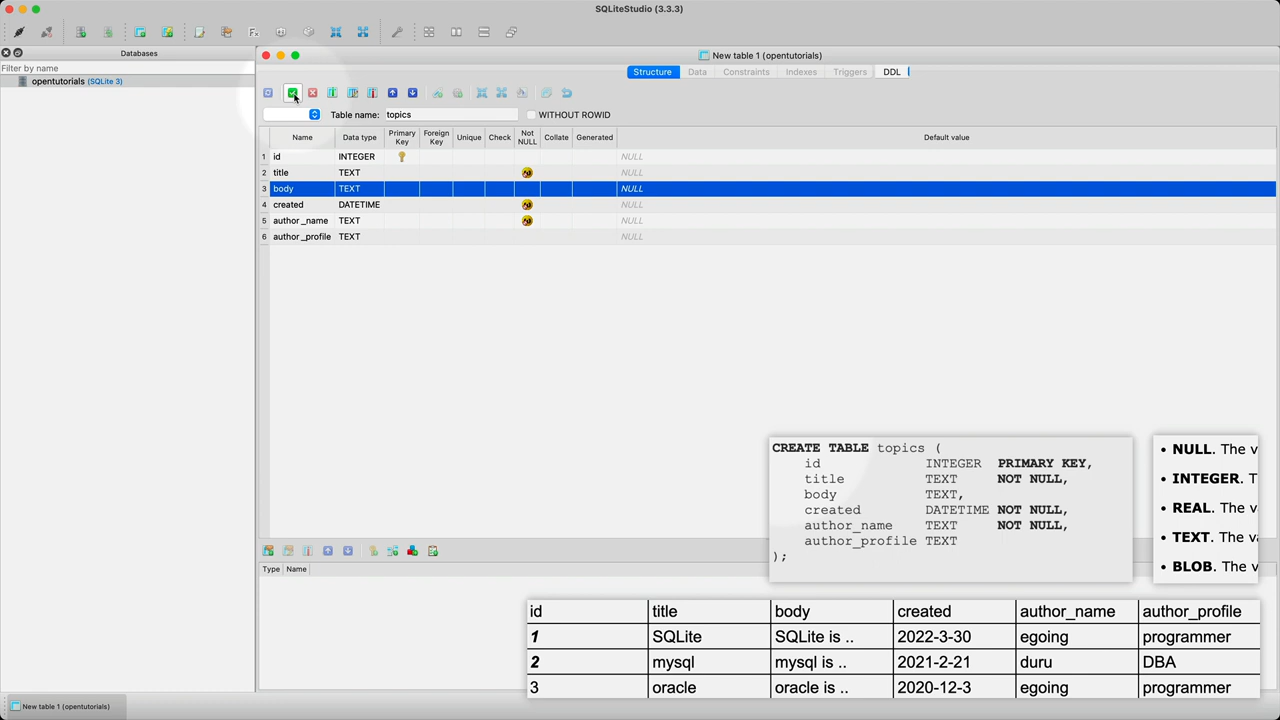 SQLiteStudio (3.3.3)
Databases
Filter by name
opentutorials (SQLite 3)
New table 1 (opentutorials)
Structure Data Constraints Indexes Triggers DDL
Table name: topics WITHOUT ROWID
Name Data type Primary Key Foreign Key Unique Check Not NULL Collate Generated Default value
1 id INTEGER NULL
2 title TEXT NULL
3 body TEXT NULL
4 created DATETIME NULL
5 author_name TEXT NULL
6 author_profile TEXT NULL
Type Name
CREATE TABLE topics (
id INTEGER PRIMARY KEY,
title TEXT NOT NULL,
body TEXT,
created DATETIME NOT NULL,
author_name TEXT NOT NULL,
author_profile TEXT
);
• NULL. The v
• INTEGER. T
• REAL. The v
• TEXT. The va
• BLOB. The v
id title body created author_name author_profile
1 SQLite SQLite is .. 2022-3-30 egoing programmer
2 mysql mysql is .. 2021-2-21 duru DBA
3 oracle oracle is .. 2020-12-3 egoing programmer
New table 1 (opentutorials)